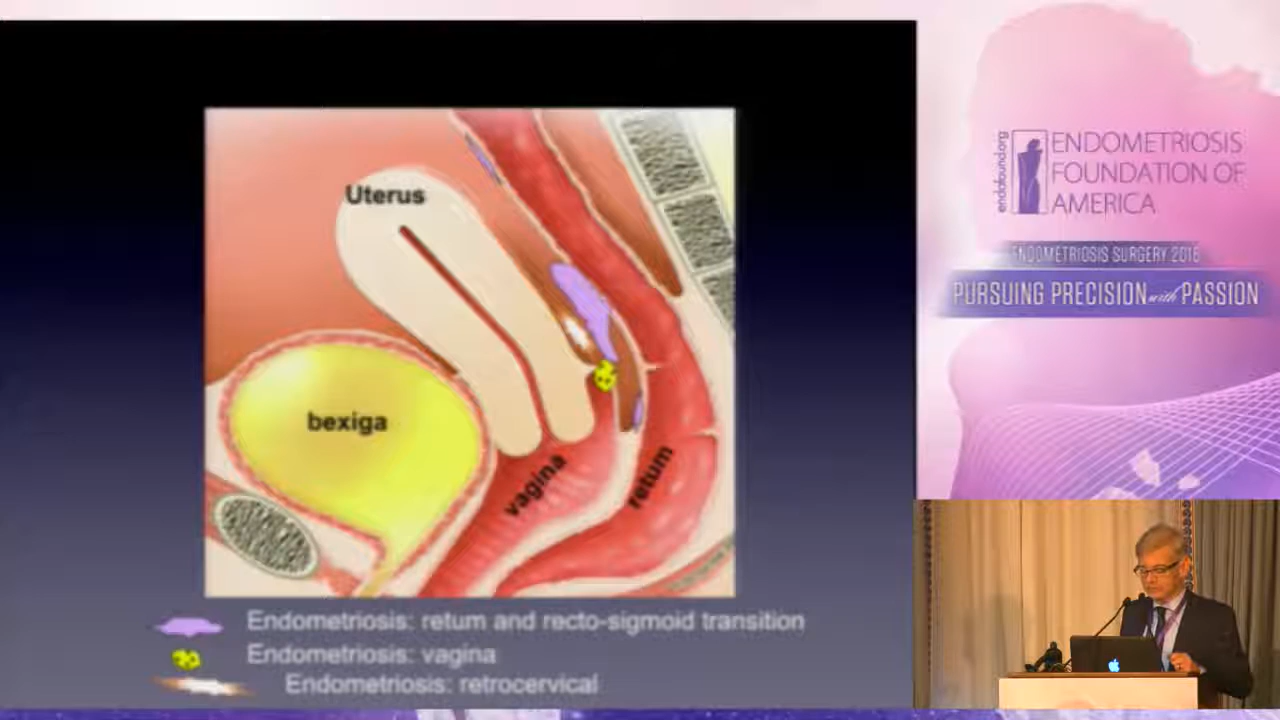 Uterus
bexiga
vagina
retum
Endometriosis: retum and recto-sigmoid transition
Endometriosis: vagina
Endometriosis: retrocervical
endofound.org
ENDOMETRIOSIS
FOUNDATION OF
AMERICA
ENDOMETRIOSIS SURGERY 2016
PURSUING PRECISION with PASSION